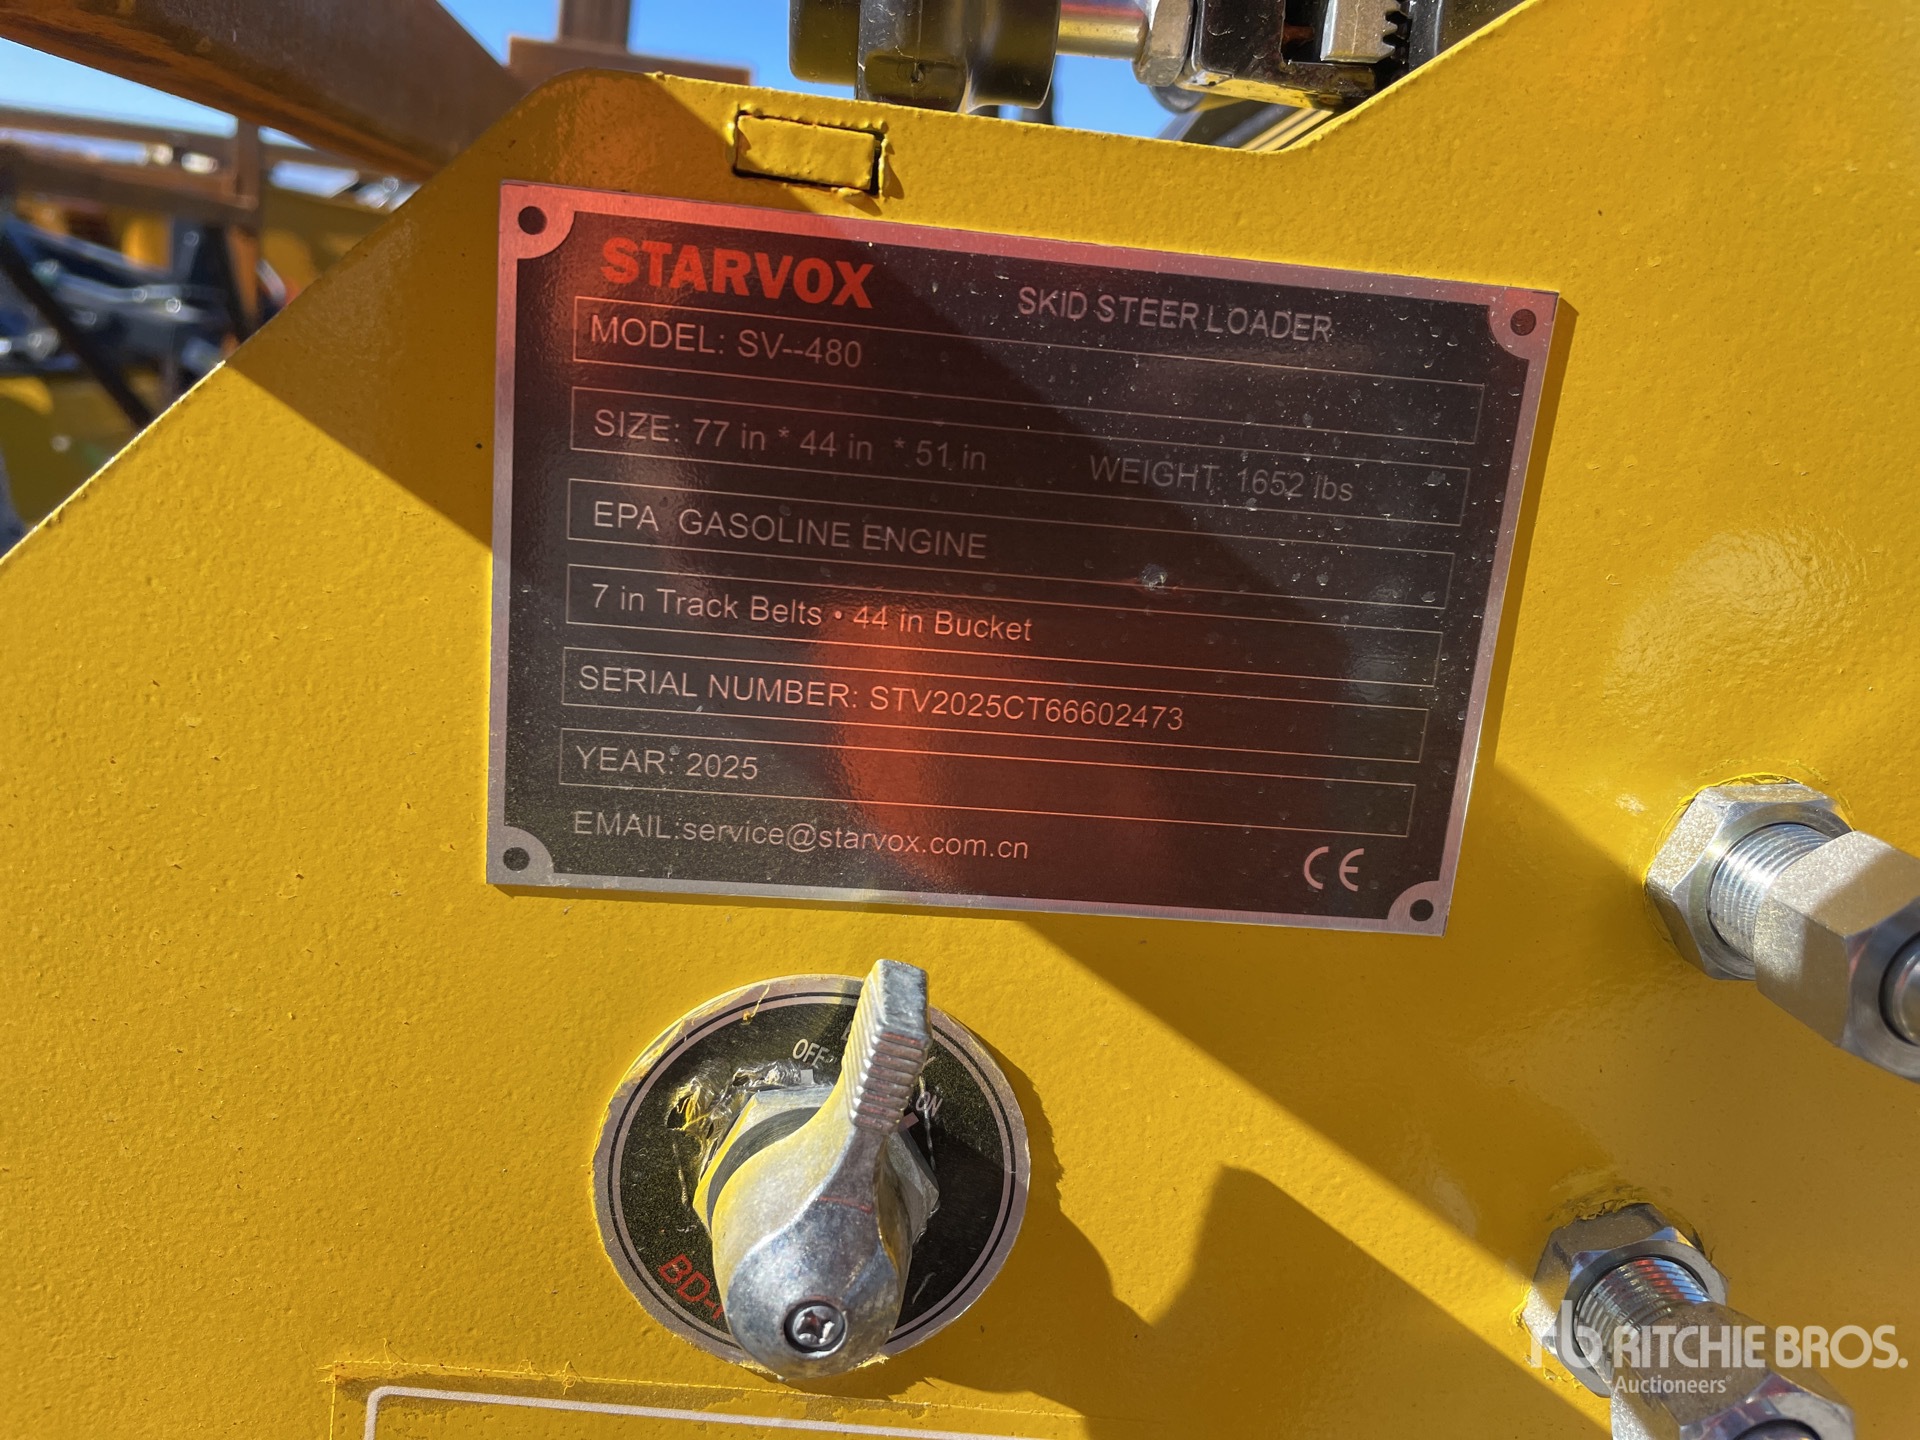 STARVOX
SKID STEER LOADER
MODEL: SV--480
SIZE: 77 in * 44 in * 51 in WEIGHT: 1652 lbs
EPA GASOLINE ENGINE
7 in Track Belts • 44 in Bucket
SERIAL NUMBER: STV2025CT66602473
YEAR: 2025
EMAIL:service@starvox.com.cn
CE
OFF
ON
rb RITCHIE BROS.
Auctioneers